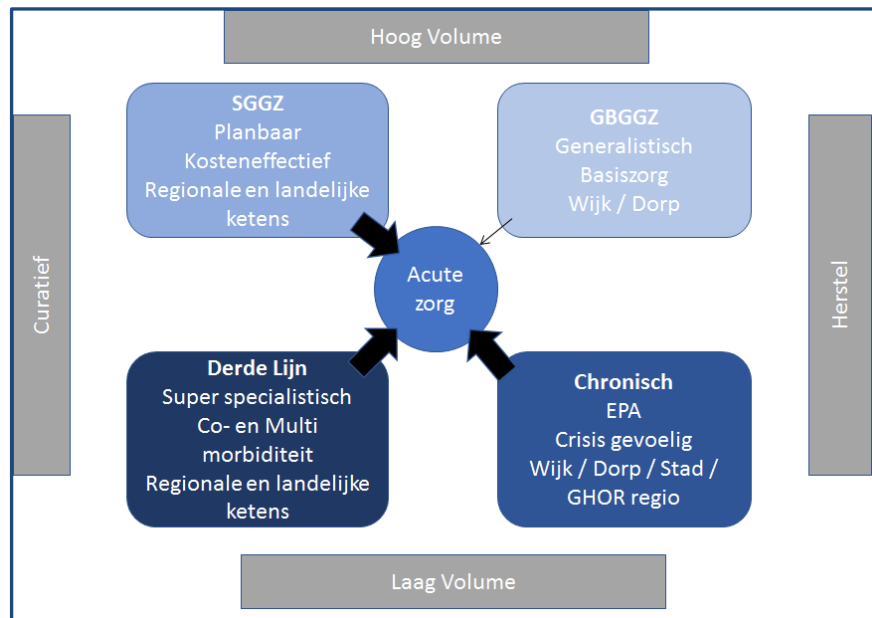 Hoog Volume
SGGZ
Planbaar
Kosteneffectief
Regionale en landelijke
ketens
GBGGZ
Generalistisch
Basiszorg
Wijk / Dorp
Curatief
Acute
zorg
Herstel
Derde Lijn
Super specialistisch
Co- en Multi
morbiditeit
Regionale en landelijke
ketens
Chronisch
EPA
Crisis gevoelig
Wijk / Dorp / Stad /
GHOR regio
Laag Volume